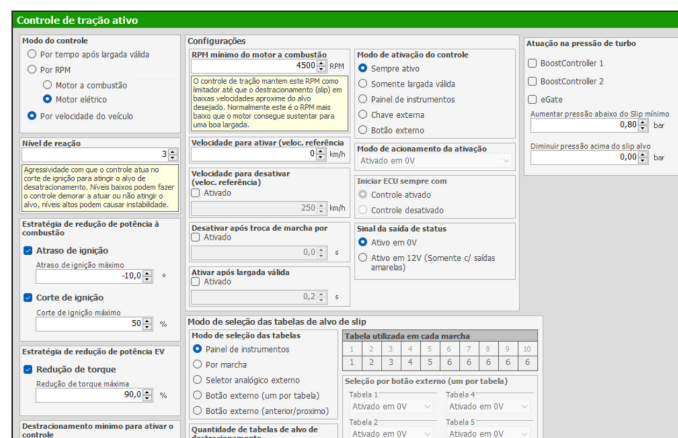 Controle de tração ativo
Modo do controle
Por tempo após largada válida
Por RPM
Motor a combustão
Motor elétrico
Por velocidade do veículo
Nível de reação
3
Agressividade com que o controle atua no
corte de ignição para atingir o alvo de
destracionamento. Níveis baixos podem fazer
o controle demorar a atuar ou não atingir o
alvo, níveis altos podem causar instabilidade.
Estratégia de redução de potência à
combustão
Atraso de ignição
Atraso de ignição máximo
-10,0 °
Corte de ignição
Corte de ignição máximo
50 %
Estratégia de redução de potência EV
Redução de torque
Redução de torque máxima
90,0 %
Destracionamento mínimo para ativar o
controle
Configurações
RPM mínimo do motor a combustão
4500 RPM
O controle de tração mantem este RPM como
limitador até que o destracionamento (slip) em
baixas velocidades aproxime do alvo
desejado. Normalmente este é o RPM mais
baixo que o motor consegue sustentar para
uma boa largada.
Velocidade para ativar (veloc. referência
0 km/h
Velocidade para desativar
(veloc. referência)
Ativado
250 km/h
Desativar após troca de marcha por
Ativado
0,0 s
Ativar após largada válida
Ativado
0,2 s
Modo de ativação do controle
Sempre ativo
Somente largada válida
Painel de instrumentos
Chave externa
Botão externo
Modo de acionamento da ativação
Ativado em 0V
Iniciar ECU sempre com
Controle ativado
Controle desativado
Sinal da saída de status
Ativo em 0V
Ativo em 12V (Somente c/ saídas
amarelas)
Modo de seleção das tabelas de alvo de slip
Modo de seleção das tabelas
Painel de instrumentos
Por marcha
Seletor analógico externo
Botão externo (um por tabela)
Botão externo (anterior/proximo)
Quantidade de tabelas de alvo de
destracionamento
Tabela utilizada em cada marcha
1 2 3 4 5 6 7 8 9 10
1 2 3 4 5 6 6 6 6 6
Seleção por botão externo (um por tabela)
Tabela 1 Tabela 4
Ativado em 0V Ativado em 0V
Tabela 2 Tabela 5
Ativado em 0V Ativado em 0V
Atuação na pressão de turbo
BoostController 1
BoostController 2
eGate
Aumentar pressão abaixo do Slip mínimo
0,80 bar
Diminuir pressão acima do slip alvo
0,00 bar